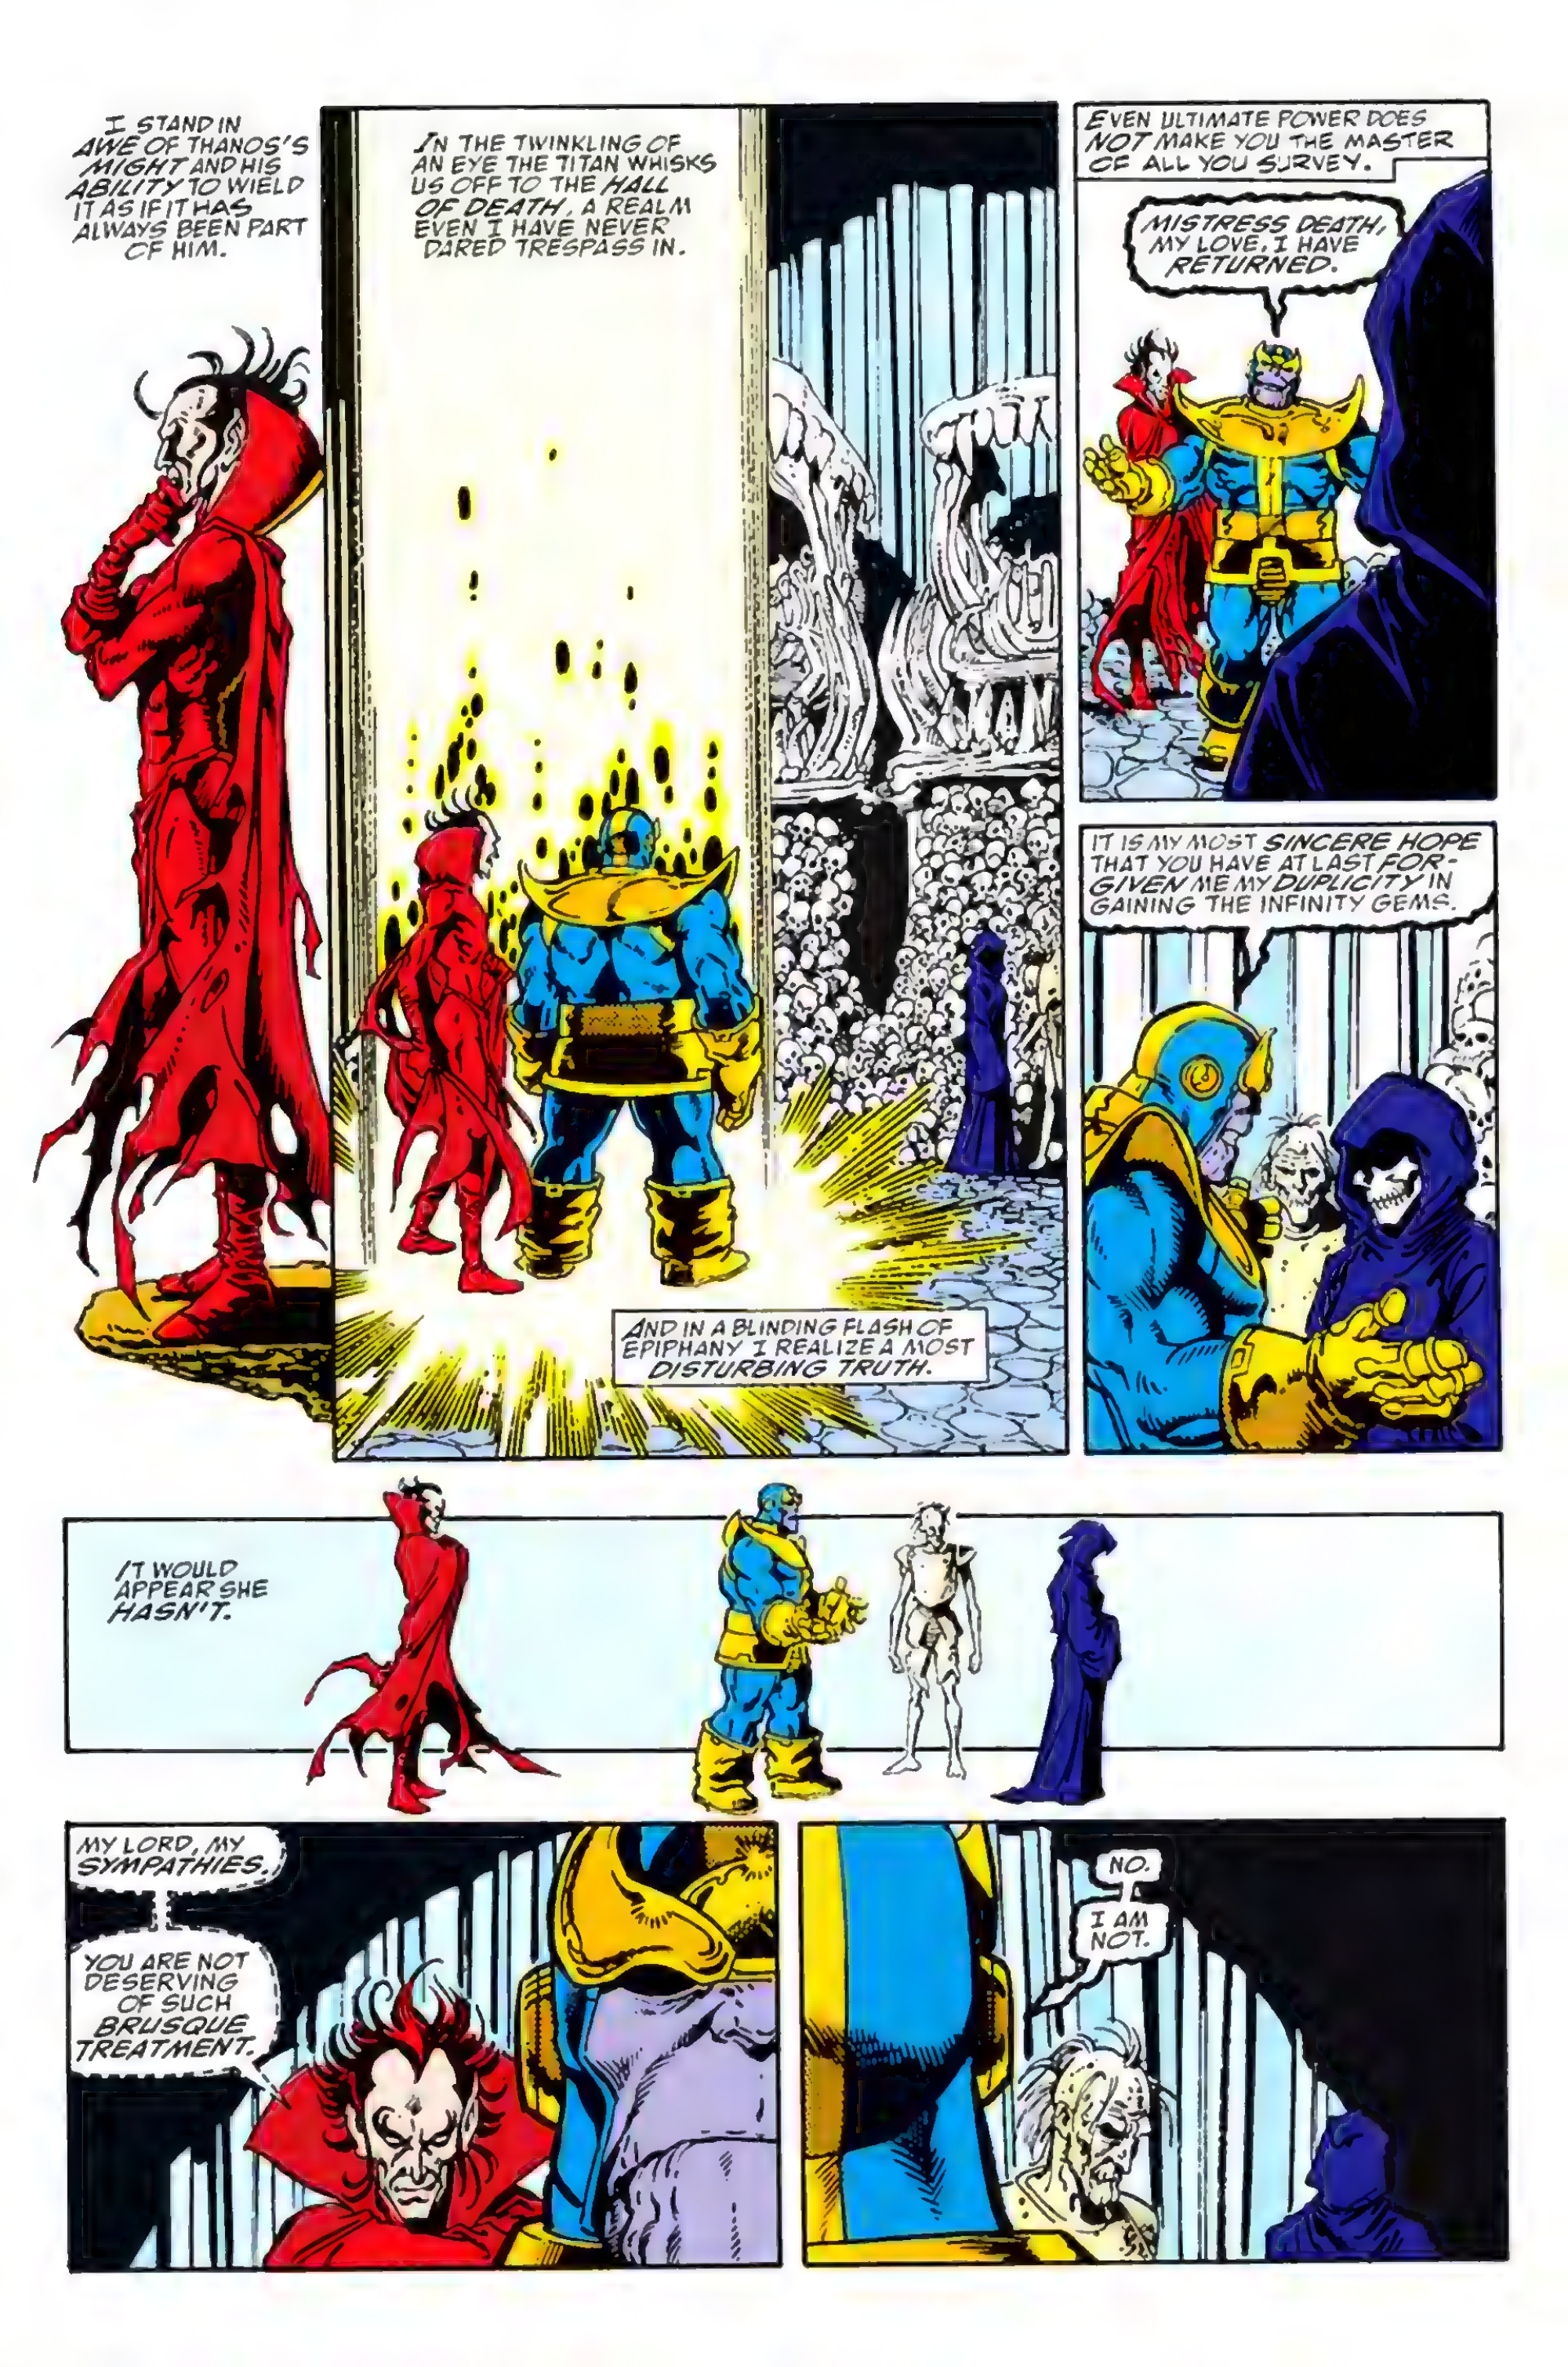 I STAND IN
AWE OF THANOS'S
MIGHT AND HIS
ABILITY TO WIELD
IT AS IF IT HAS
ALWAYS BEEN PART
OF HIM.
IN THE TWINKLING OF
AN EYE THE TITAN WHISKS
US OFF TO THE HALL
OF DEATH, A REALM
EVEN I HAVE NEVER
DARED TRESPASS IN.
AND IN A BLINDING FLASH OF
EPIPHANY I REALIZE A MOST
DISTURBING TRUTH.
EVEN ULTIMATE POWER DOES
NOT MAKE YOU THE MASTER
OF ALL YOU SURVEY.
MISTRESS DEATH,
MY LOVE, I HAVE
RETURNED.
IT IS MY MOST SINCERE HOPE
THAT YOU HAVE AT LAST FOR-
GIVEN ME MY DUPLICITY IN
GAINING THE INFINITY GEMS.
IT WOULD
APPEAR SHE
HASN'T.
MY LORD, MY
SYMPATHIES.
YOU ARE NOT
DESERVING
OF SUCH
BRUSQUE
TREATMENT.
NO.
I AM
NOT.